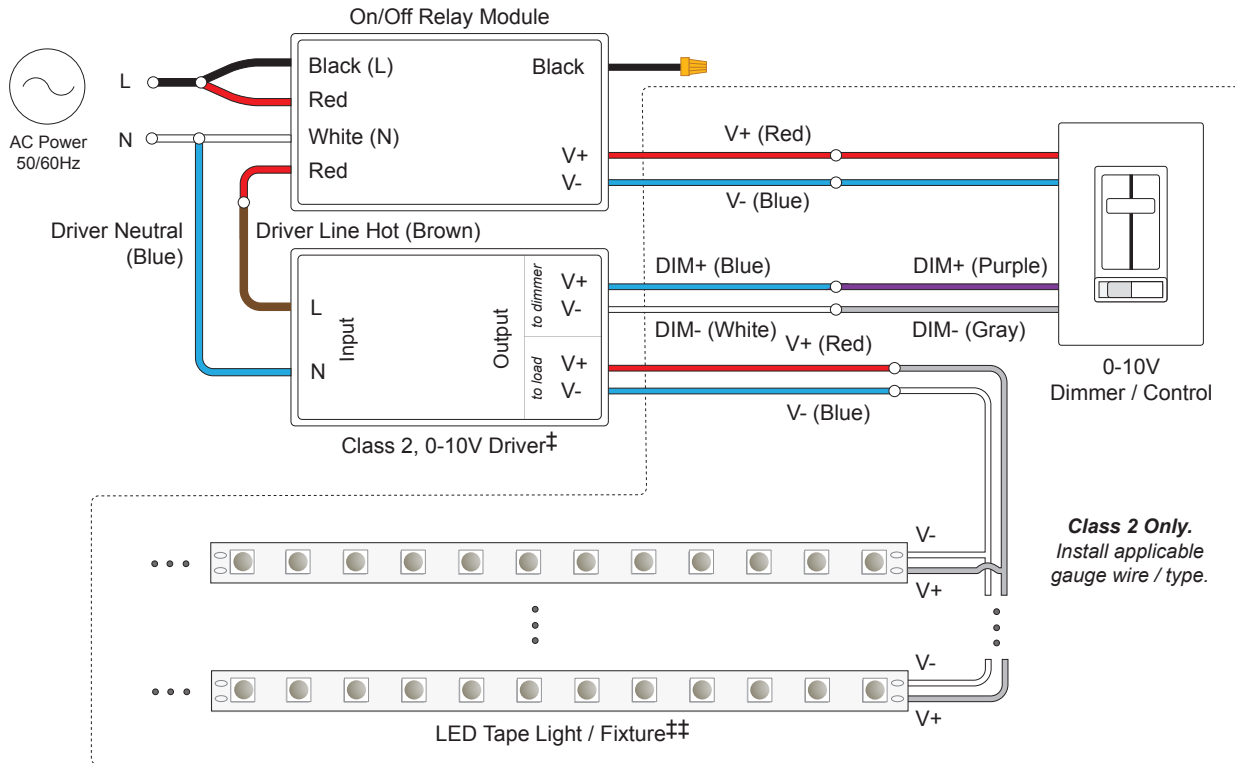 On/Off Relay Module
Black (L)
Black
L
Red
AC Power
50/60Hz
N
White (N)
Red
V+
V-
V+ (Red)
V- (Blue)
Driver Neutral
(Blue)
Driver Line Hot (Brown)
L
N
Input
Output
to dimmer
V+
V-
to load
V+
V-
DIM+ (Blue)
DIM+ (Purple)
DIM- (White)
DIM- (Gray)
V+ (Red)
V- (Blue)
0-10V
Dimmer / Control
Class 2, 0-10V Driver‡
Class 2 Only.
Install applicable
gauge wire / type.
V-
V+
V-
V+
LED Tape Light / Fixture‡‡